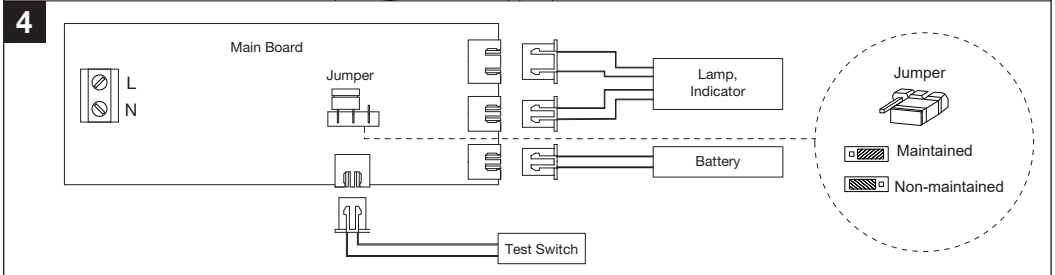 4
Main Board
Jumper
L
N
Lamp,
Indicator
Battery
Test Switch
Jumper
Maintained
Non-maintained